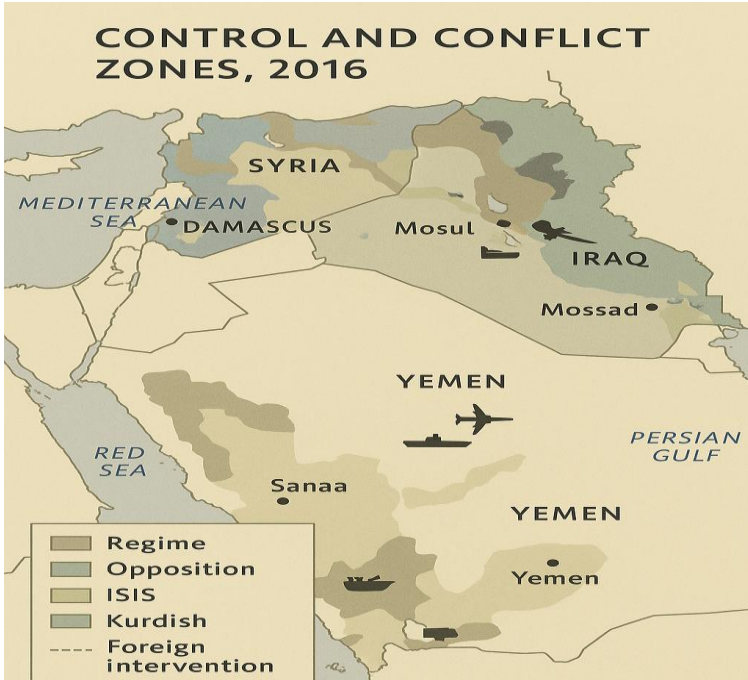 CONTROL AND CONFLICT
ZONES, 2016
SYRIA
MEDITERRANEAN
SEA
DAMASCUS
Mosul
IRAQ
Mossad
YEMEN
RED
SEA
PERSIAN
GULF
Sanaa
YEMEN
Yemen
Regime
Opposition
ISIS
Kurdish
Foreign
intervention